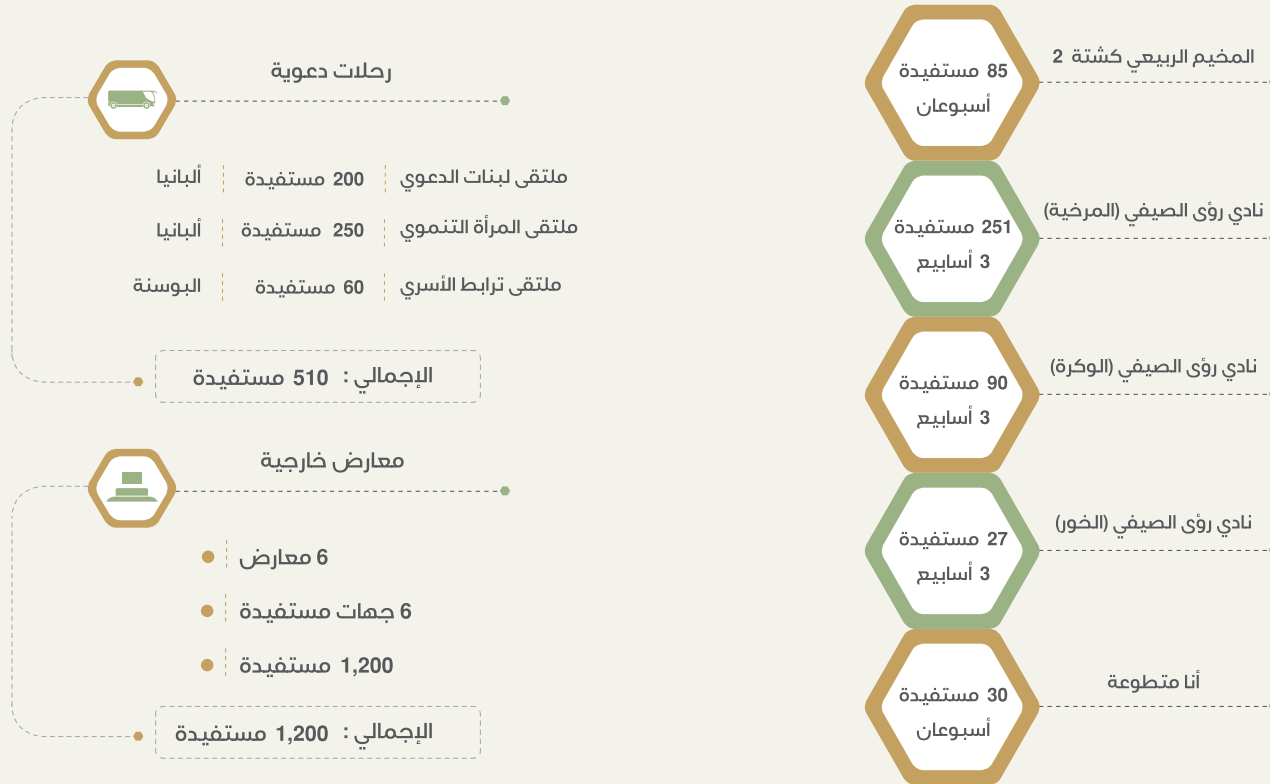 المخيم الربيعي كشتة 2
85 مستفيدة
أسبوعان
نادي رؤى الصيفي (المرخية)
251 مستفيدة
3 أسابيع
نادي رؤى الصيفي (الوكرة)
90 مستفيدة
3 أسابيع
نادي رؤى الصيفي (الخور)
27 مستفيدة
3 أسابيع
أنا متطوعة
30 مستفيدة
أسبوعان
رحلات دعوية
ملتقى لبنات الدعوي 200 مستفيدة ألبانيا
ملتقى المرأة التنموي 250 مستفيدة ألبانيا
ملتقى ترابط الأسري 60 مستفيدة البوسنة
الإجمالي : 510 مستفيدة
معارض خارجية
6 معارض
6 جهات مستفيدة
1,200 مستفيدة
الإجمالي : 1,200 مستفيدة